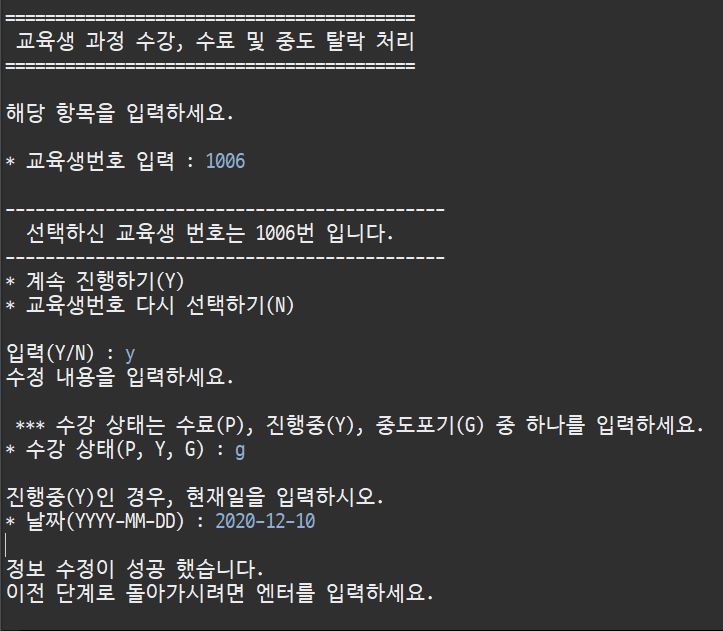 =========================================
교육생 과정 수강, 수료 및 중도 탈락 처리
=========================================
해당 항목을 입력하세요.
* 교육생번호 입력 : 1006
--------------------------------------------
선택하신 교육생 번호는 1006번 입니다.
--------------------------------------------
* 계속 진행하기(Y)
* 교육생번호 다시 선택하기(N)
입력(Y/N) : y
수정 내용을 입력하세요.
*** 수강 상태는 수료(P), 진행중(Y), 중도포기(G) 중 하나를 입력하세요.
* 수강 상태(P, Y, G) : g
진행중(Y)인 경우, 현재일을 입력하시오.
* 날짜(YYYY-MM-DD) : 2020-12-10
정보 수정이 성공 했습니다.
이전 단계로 돌아가시려면 엔터를 입력하세요.